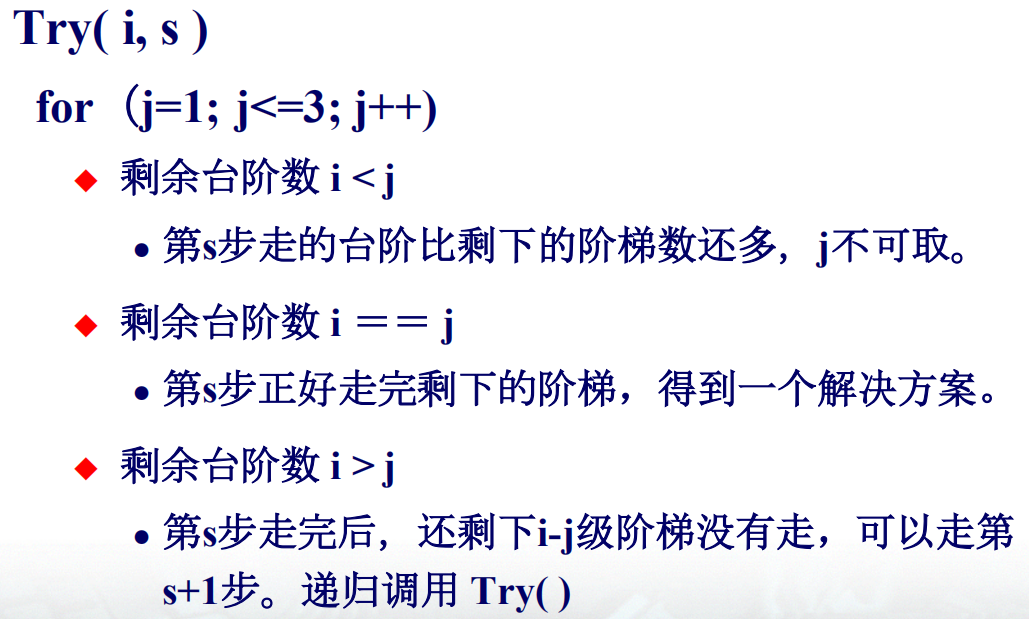 Try( i, s )
for（j=1; j<=3; j++)
◆ 剩余台阶数 i < j
• 第s步走的台阶比剩下的阶梯数还多，j不可取。
◆ 剩余台阶数 i ＝＝ j
• 第s步正好走完剩下的阶梯，得到一个解决方案。
◆ 剩余台阶数 i > j
• 第s步走完后，还剩下i-j级阶梯没有走，可以走第
s+1步。递归调用 Try( )